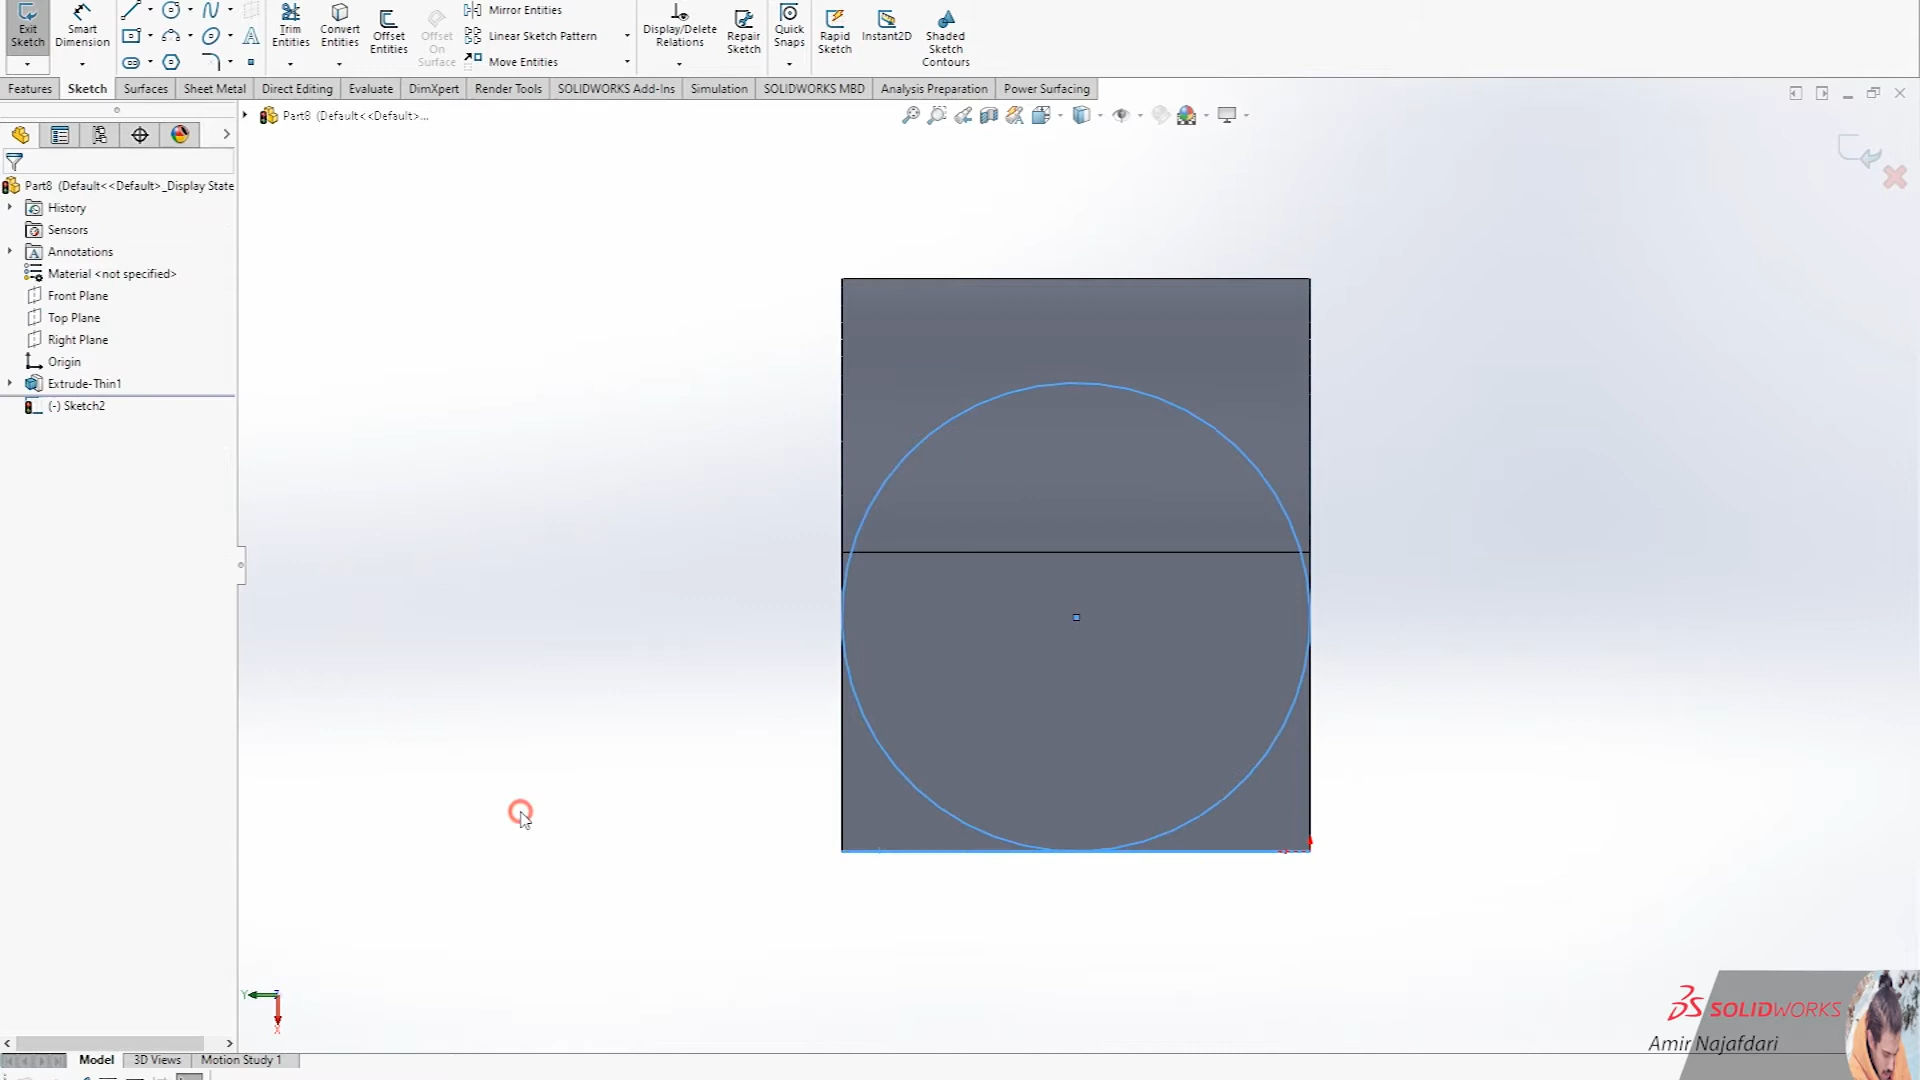 Exit Sketch
Smart Dimension
Trim Entities
Convert Entities
Offset Entities
Offset On Surface
Mirror Entities
Linear Sketch Pattern
Move Entities
Display/Delete Relations
Repair Sketch
Quick Snaps
Rapid Sketch
Instant2D
Shaded Sketch Contours
Features
Sketch
Surfaces
Sheet Metal
Direct Editing
Evaluate
DimXpert
Render Tools
SOLIDWORKS Add-Ins
Simulation
SOLIDWORKS MBD
Analysis Preparation
Power Surfacing
Part8 (Default<<Default>...
Part8 (Default<<Default>_Display State
History
Sensors
Annotations
Material <not specified>
Front Plane
Top Plane
Right Plane
Origin
Extrude-Thin1
(-) Sketch2
Y
X
SOLIDWORKS
Amir Najafdari
Model
3D Views
Motion Study 1